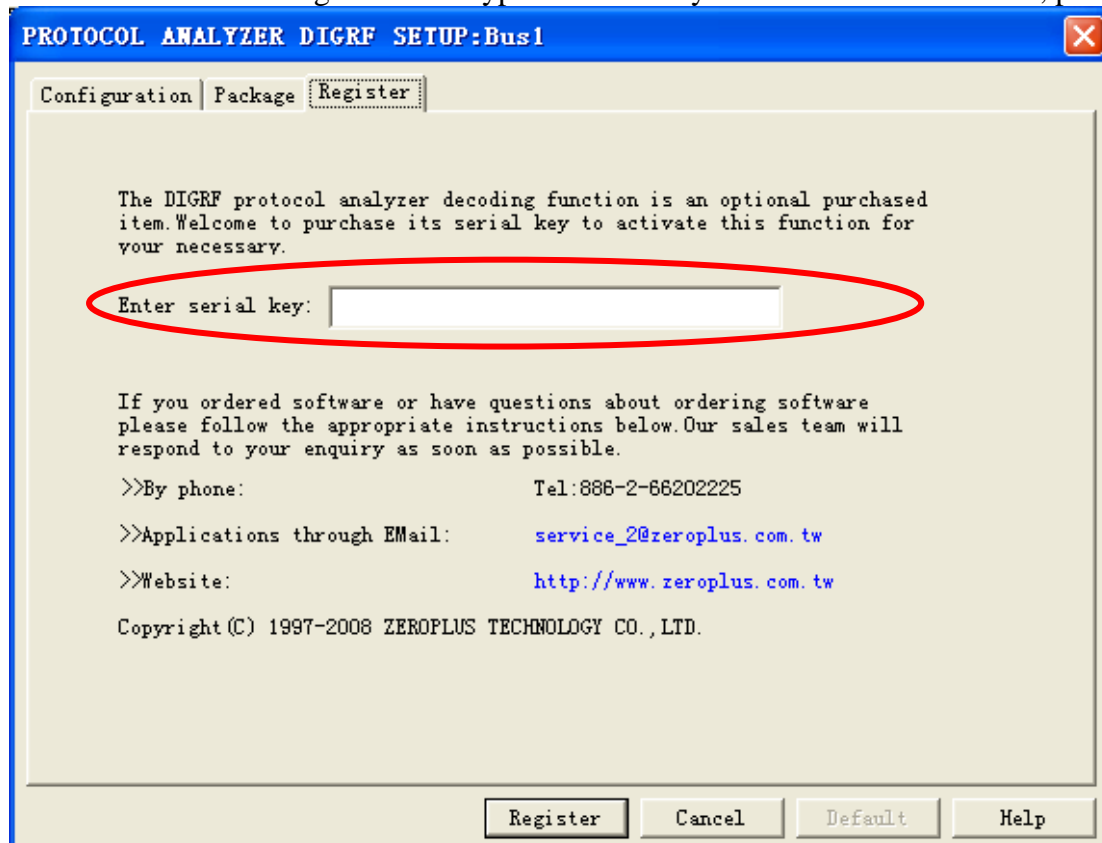 PROTOCOL ANALYZER DIGRF SETUP:Bus1
Configuration Package Register
The DIGRF protocol analyzer decoding function is an optional purchased
item.Welcome to purchase its serial key to activate this function for
your necessary.
Enter serial key:
If you ordered software or have questions about ordering software
please follow the appropriate instructions below.Our sales team will
respond to your enquiry as soon as possible.
>>By phone: Tel:886-2-66202225
>>Applications through EMail: service_2@zeroplus.com.tw
>>Website: http://www.zeroplus.com.tw
Copyright(C) 1997-2008 ZEROPLUS TECHNOLOGY CO.,LTD.
Register Cancel Default Help